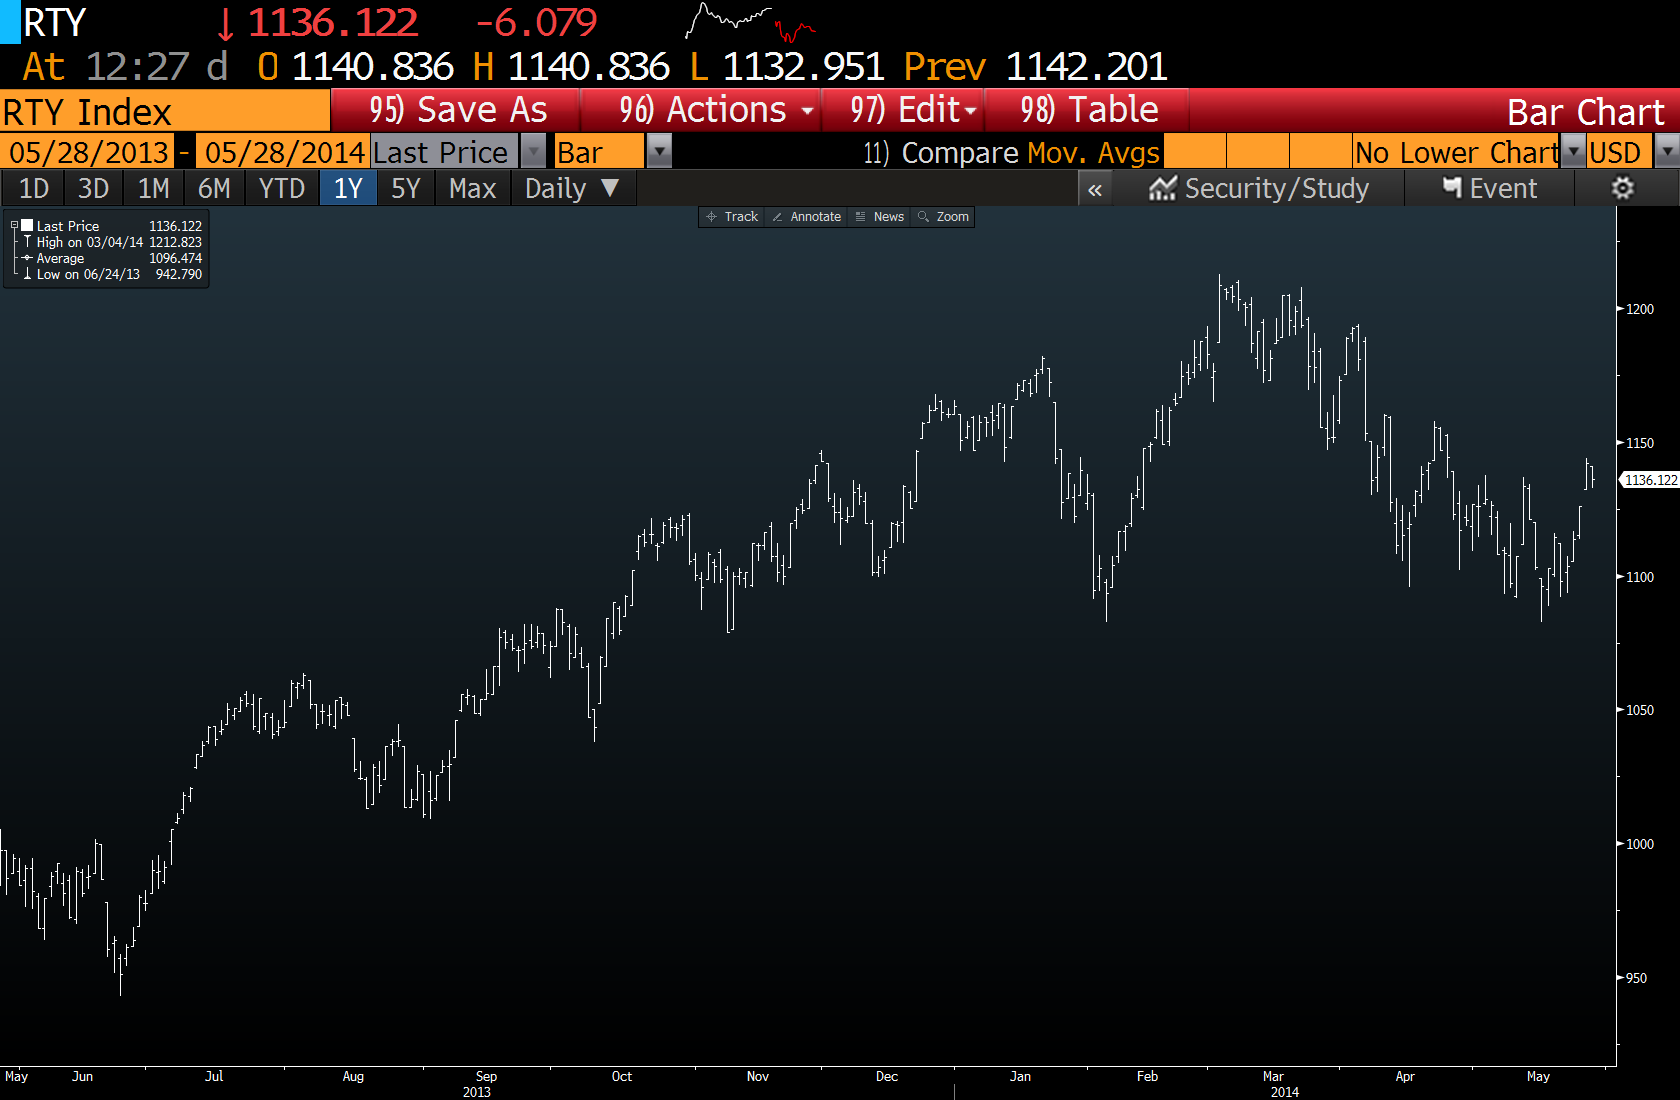 RTY ↓ 1136.122 -6.079
At 12:27 d O 1140.836 H 1140.836 L 1132.951 Prev 1142.201
RTY Index 95) Save As 96) Actions 97) Edit 98) Table Bar Chart
05/28/2013 - 05/28/2014 Last Price Bar 11) Compare Mov. Avgs No Lower Chart USD
1D 3D 1M 6M YTD 1Y 5Y Max Daily ▼ « Security/Study Event
Track Annotate News Zoom
Last Price 1136.122
High on 03/04/14 1212.823
Average 1096.474
Low on 06/24/13 942.790
1200
1150
1136.122
1100
1050
1000
950
May Jun Jul Aug Sep Oct Nov Dec Jan Feb Mar Apr May
2013 2014